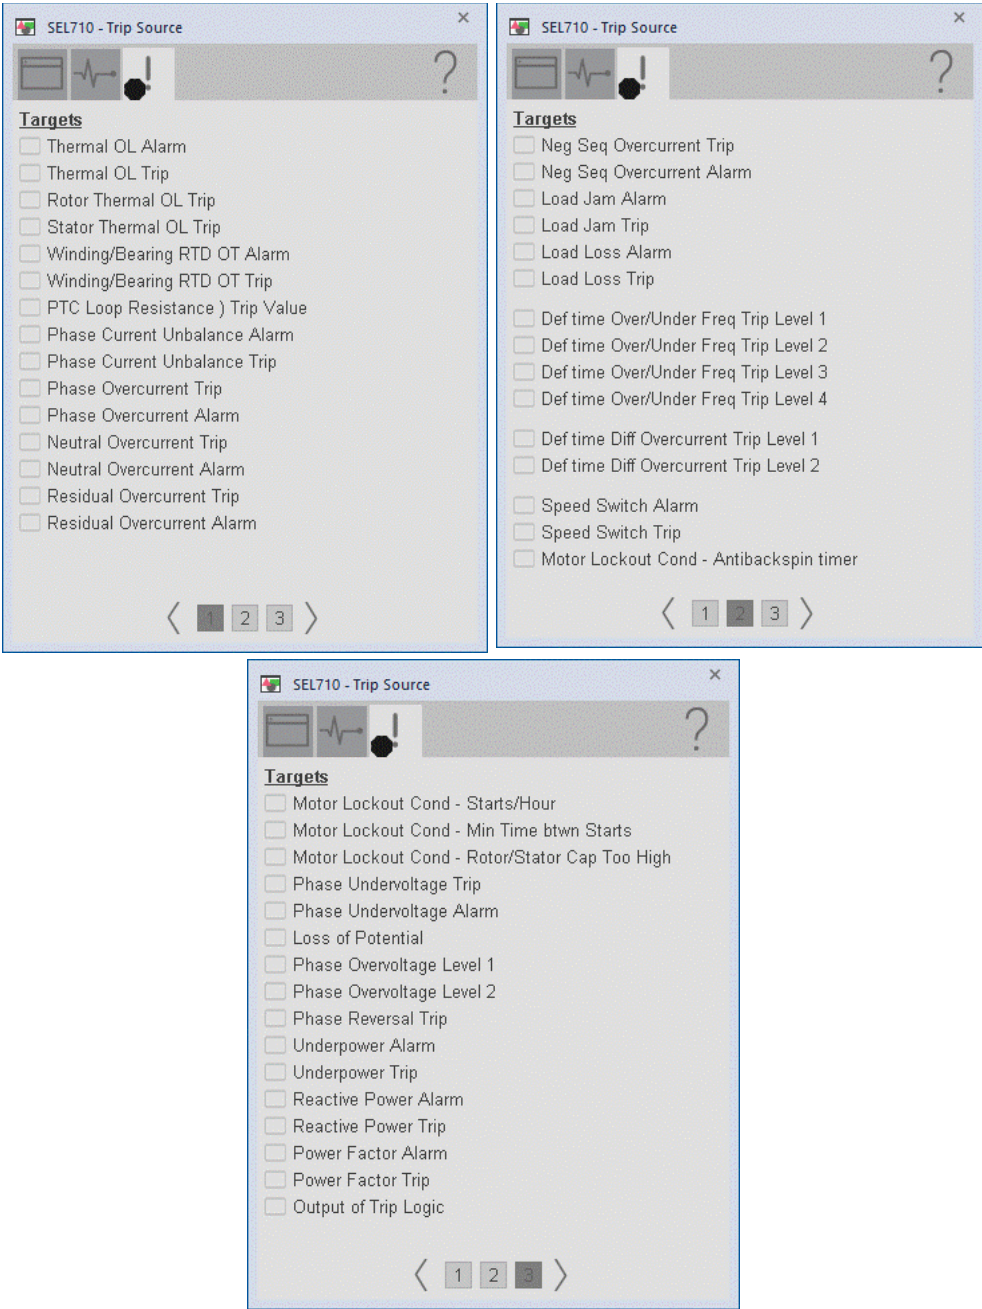 SEL710 - Trip Source
?
Targets
Thermal OL Alarm
Thermal OL Trip
Rotor Thermal OL Trip
Stator Thermal OL Trip
Winding/Bearing RTD OT Alarm
Winding/Bearing RTD OT Trip
PTC Loop Resistance ) Trip Value
Phase Current Unbalance Alarm
Phase Current Unbalance Trip
Phase Overcurrent Trip
Phase Overcurrent Alarm
Neutral Overcurrent Trip
Neutral Overcurrent Alarm
Residual Overcurrent Trip
Residual Overcurrent Alarm
1 2 3
SEL710 - Trip Source
?
Targets
Neg Seq Overcurrent Trip
Neg Seq Overcurrent Alarm
Load Jam Alarm
Load Jam Trip
Load Loss Alarm
Load Loss Trip
Def time Over/Under Freq Trip Level 1
Def time Over/Under Freq Trip Level 2
Def time Over/Under Freq Trip Level 3
Def time Over/Under Freq Trip Level 4
Def time Diff Overcurrent Trip Level 1
Def time Diff Overcurrent Trip Level 2
Speed Switch Alarm
Speed Switch Trip
Motor Lockout Cond - Antibackspin timer
1 2 3
SEL710 - Trip Source
?
Targets
Motor Lockout Cond - Starts/Hour
Motor Lockout Cond - Min Time btwn Starts
Motor Lockout Cond - Rotor/Stator Cap Too High
Phase Undervoltage Trip
Phase Undervoltage Alarm
Loss of Potential
Phase Overvoltage Level 1
Phase Overvoltage Level 2
Phase Reversal Trip
Underpower Alarm
Underpower Trip
Reactive Power Alarm
Reactive Power Trip
Power Factor Alarm
Power Factor Trip
Output of Trip Logic
1 2 3